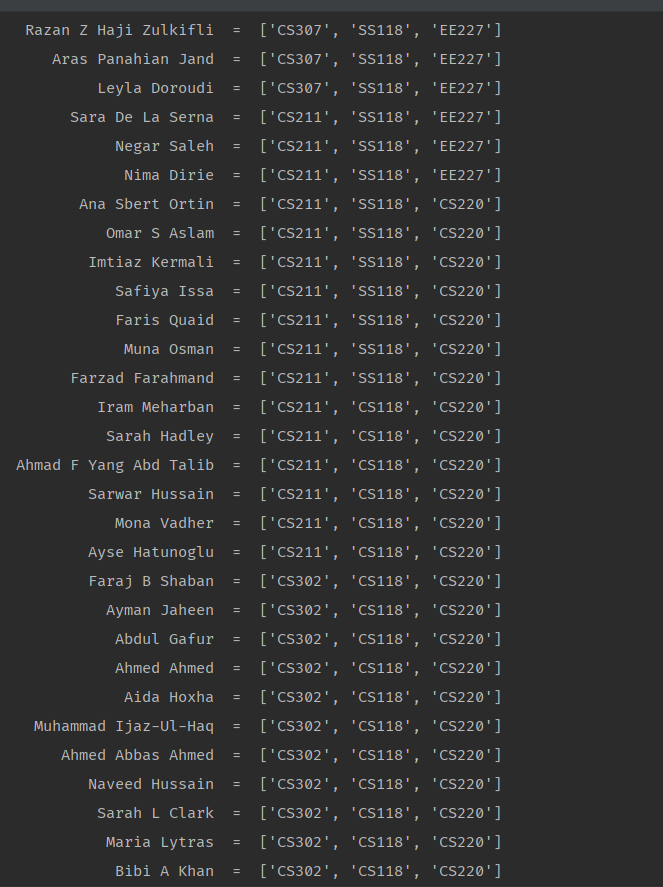 Razan Z Haji Zulkifli = ['CS307', 'SS118', 'EE227']
Aras Panahian Jand = ['CS307', 'SS118', 'EE227']
Leyla Doroudi = ['CS307', 'SS118', 'EE227']
Sara De La Serna = ['CS211', 'SS118', 'EE227']
Negar Saleh = ['CS211', 'SS118', 'EE227']
Nima Dirie = ['CS211', 'SS118', 'EE227']
Ana Sbert Ortin = ['CS211', 'SS118', 'CS220']
Omar S Aslam = ['CS211', 'SS118', 'CS220']
Imtiaz Kermali = ['CS211', 'SS118', 'CS220']
Safiya Issa = ['CS211', 'SS118', 'CS220']
Faris Quaid = ['CS211', 'SS118', 'CS220']
Muna Osman = ['CS211', 'SS118', 'CS220']
Farzad Farahmand = ['CS211', 'SS118', 'CS220']
Iram Meharban = ['CS211', 'CS118', 'CS220']
Sarah Hadley = ['CS211', 'CS118', 'CS220']
Ahmad F Yang Abd Talib = ['CS211', 'CS118', 'CS220']
Sarwar Hussain = ['CS211', 'CS118', 'CS220']
Mona Vadher = ['CS211', 'CS118', 'CS220']
Ayse Hatunoglu = ['CS211', 'CS118', 'CS220']
Faraj B Shaban = ['CS302', 'CS118', 'CS220']
Ayman Jaheen = ['CS302', 'CS118', 'CS220']
Abdul Gafur = ['CS302', 'CS118', 'CS220']
Ahmed Ahmed = ['CS302', 'CS118', 'CS220']
Aida Hoxha = ['CS302', 'CS118', 'CS220']
Muhammad Ijaz-Ul-Haq = ['CS302', 'CS118', 'CS220']
Ahmed Abbas Ahmed = ['CS302', 'CS118', 'CS220']
Naveed Hussain = ['CS302', 'CS118', 'CS220']
Sarah L Clark = ['CS302', 'CS118', 'CS220']
Maria Lytras = ['CS302', 'CS118', 'CS220']
Bibi A Khan = ['CS302', 'CS118', 'CS220']